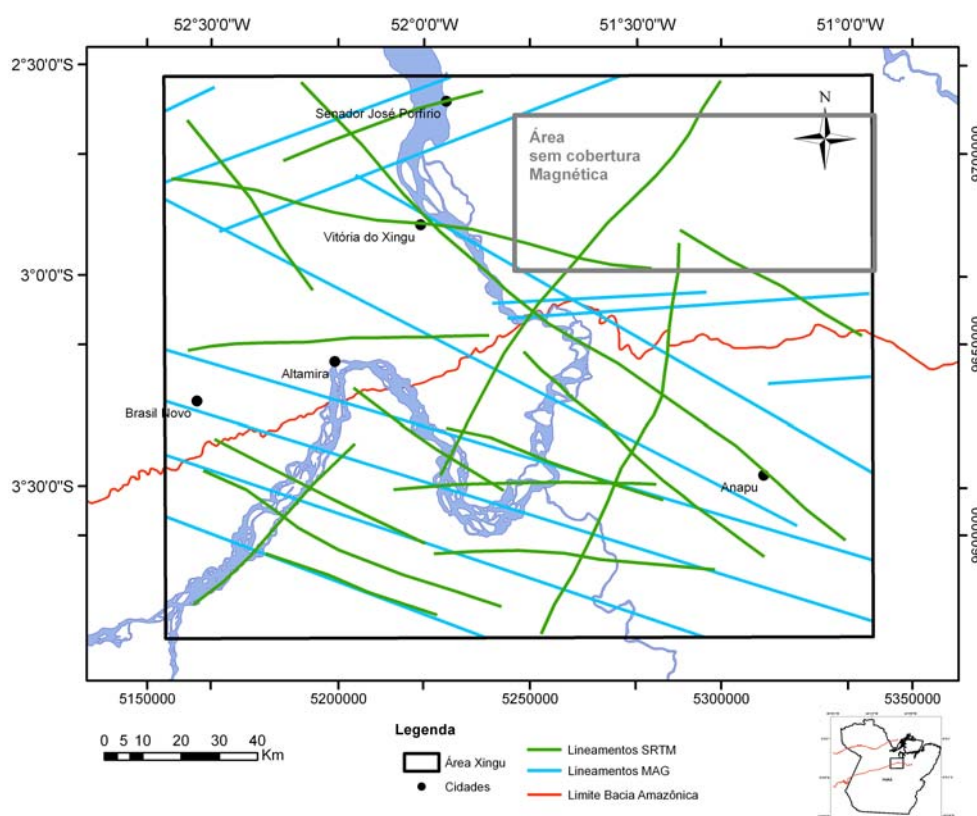 52°30'0"W 52°0'0"W 51°30'0"W 51°0'0"W
2°30'0"S
N
Senador José Porfírio
Área
sem cobertura
Magnética
9700000
Vitória do Xingu
3°0'0"S
9650000
Altamira
Brasil Novo
3°30'0"S
Anapu
9600000
5150000 5200000 5250000 5300000 5350000
Legenda
0 5 10 20 30 40
Km
Área Xingu
Cidades
Lineamentos SRTM
Lineamentos MAG
Limite Bacia Amazônica